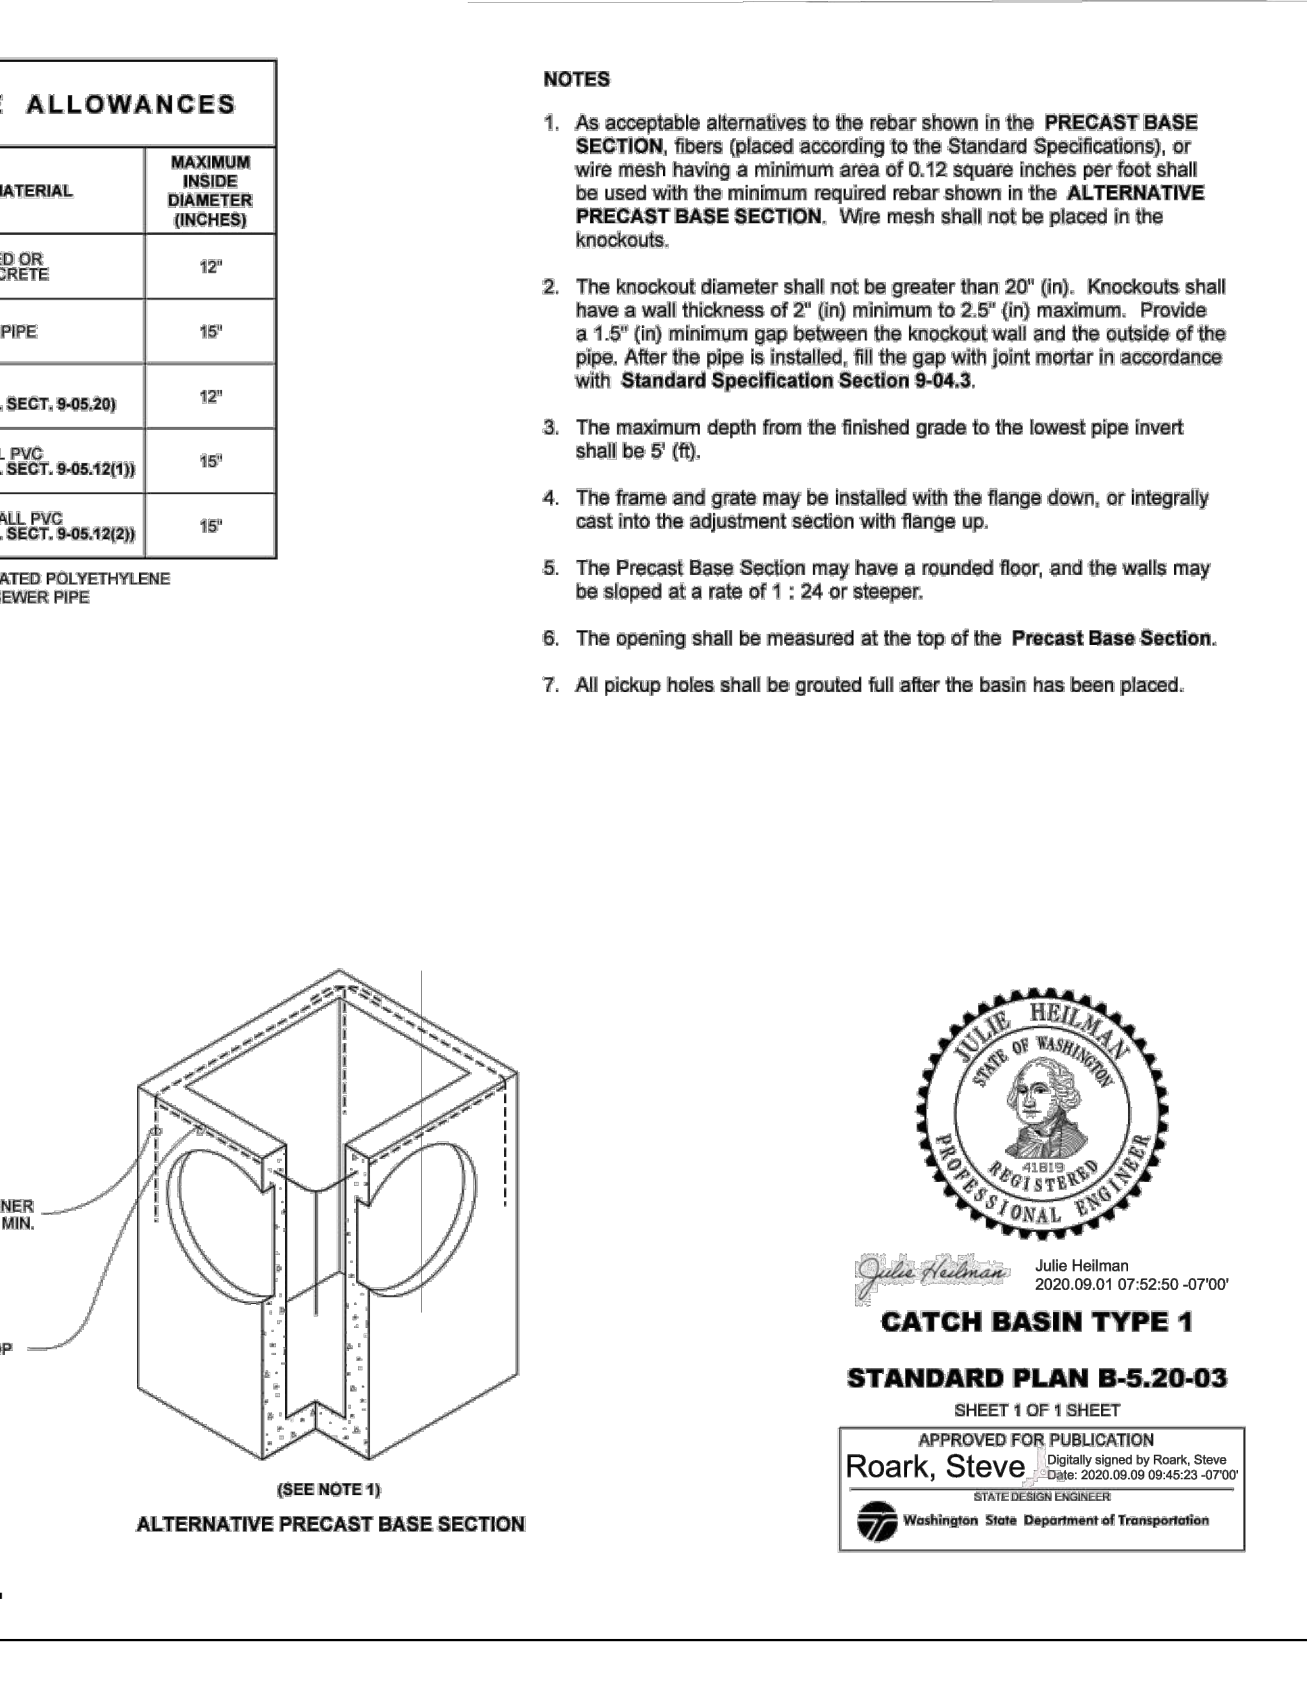 ALLOWANCES
MATERIAL
MAXIMUM
INSIDE
DIAMETER
(INCHES)
ED OR
CRETE
12"
PIPE
15"
. SECT. 9-05.20)
12"
L PVC
. SECT. 9-05.12(1))
15"
ALL PVC
. SECT. 9-05.12(2))
15"
ATED POLYETHYLENE
SEWER PIPE
NOTES
1. As acceptable alternatives to the rebar shown in the PRECAST BASE
SECTION, fibers (placed according to the Standard Specifications), or
wire mesh having a minimum area of 0.12 square inches per foot shall
be used with the minimum required rebar shown in the ALTERNATIVE
PRECAST BASE SECTION. Wire mesh shall not be placed in the
knockouts.
2. The knockout diameter shall not be greater than 20" (in). Knockouts shall
have a wall thickness of 2" (in) minimum to 2.5" (in) maximum. Provide
a 1.5" (in) minimum gap between the knockout wall and the outside of the
pipe. After the pipe is installed, fill the gap with joint mortar in accordance
with Standard Specification Section 9-04.3.
3. The maximum depth from the finished grade to the lowest pipe invert
shall be 5' (ft).
4. The frame and grate may be installed with the flange down, or integrally
cast into the adjustment section with flange up.
5. The Precast Base Section may have a rounded floor, and the walls may
be sloped at a rate of 1 : 24 or steeper.
6. The opening shall be measured at the top of the Precast Base Section.
7. All pickup holes shall be grouted full after the basin has been placed.
NER
MIN.
OP
(SEE NOTE 1)
ALTERNATIVE PRECAST BASE SECTION
JULIE HEILMAN
STATE OF WASHINGTON
41819
REGISTERED
PROFESSIONAL ENGINEER
Julie Heilman
Julie Heilman
2020.09.01 07:52:50 -07'00'
CATCH BASIN TYPE 1
STANDARD PLAN B-5.20-03
SHEET 1 OF 1 SHEET
APPROVED FOR PUBLICATION
Roark, Steve
Digitally signed by Roark, Steve
Date: 2020.09.09 09:45:23 -07'00'
STATE DESIGN ENGINEER
Washington State Department of Transportation